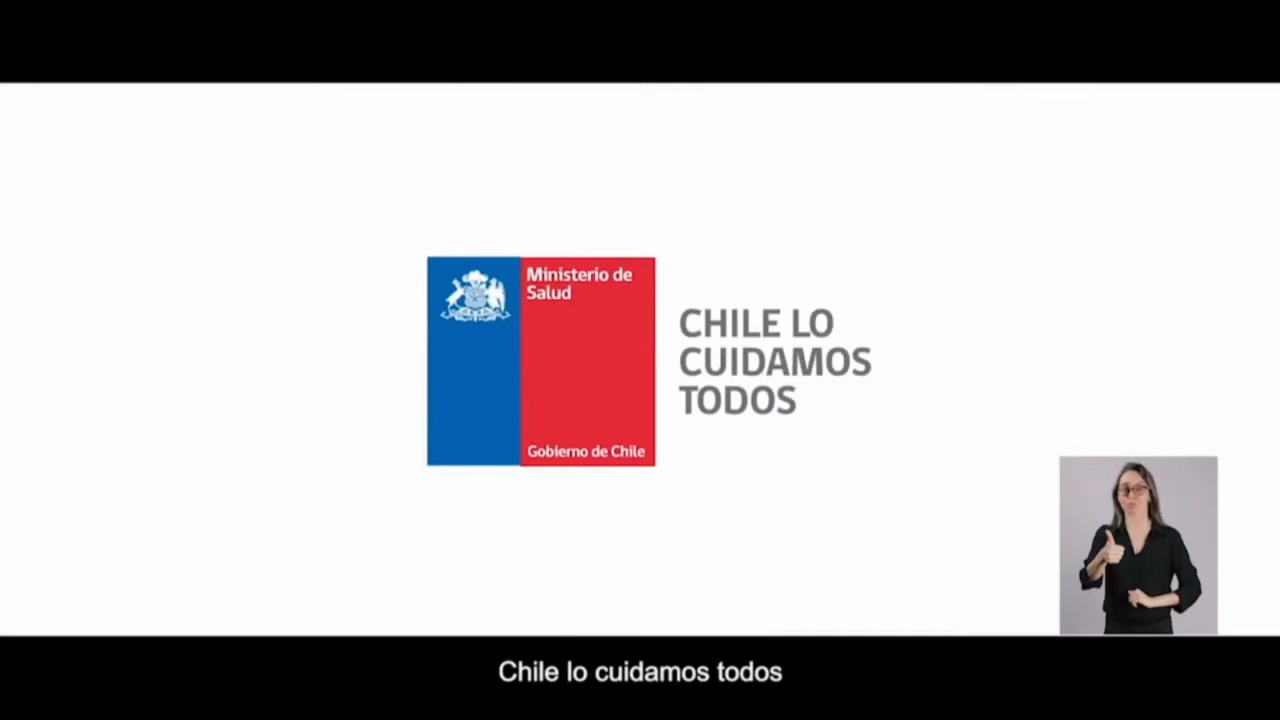 Ministerio de
Salud
Gobierno de Chile
CHILE LO
CUIDAMOS
TODOS
Chile lo cuidamos todos